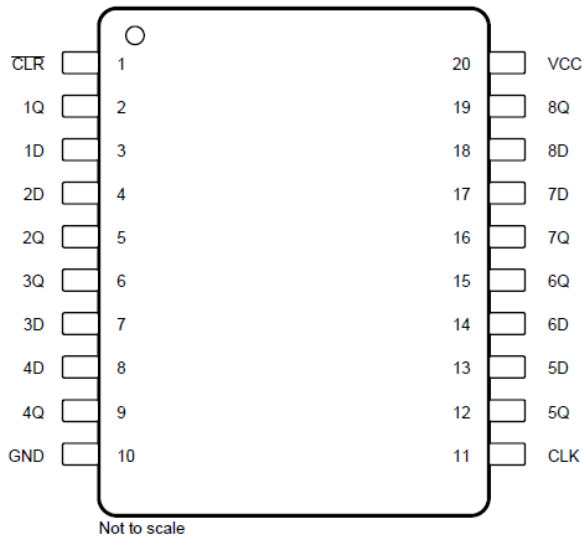 C̅L̅R̅ 1 20 VCC
1Q 2 19 8Q
1D 3 18 8D
2D 4 17 7D
2Q 5 16 7Q
3Q 6 15 6Q
3D 7 14 6D
4D 8 13 5D
4Q 9 12 5Q
GND 10 11 CLK
Not to scale